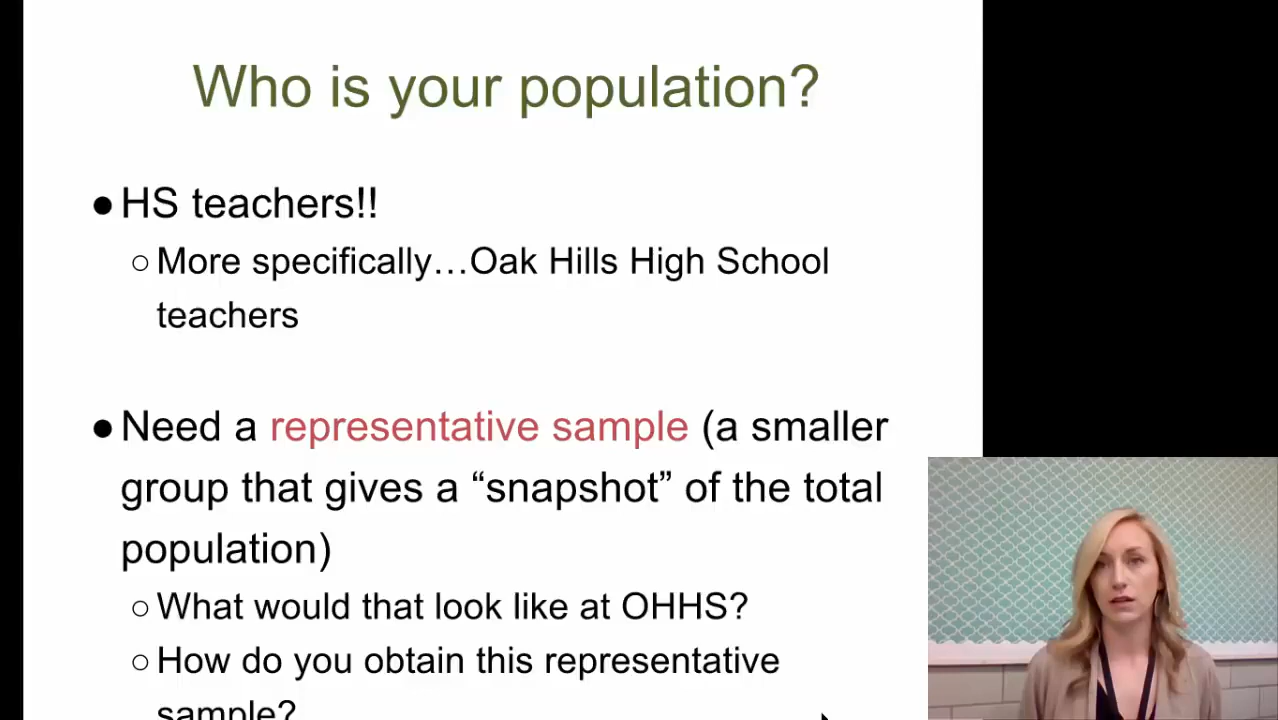 Who is your population?
●HS teachers!!
○More specifically…Oak Hills High School
teachers
●Need a representative sample (a smaller
group that gives a “snapshot” of the total
population)
○What would that look like at OHHS?
○How do you obtain this representative
sample?